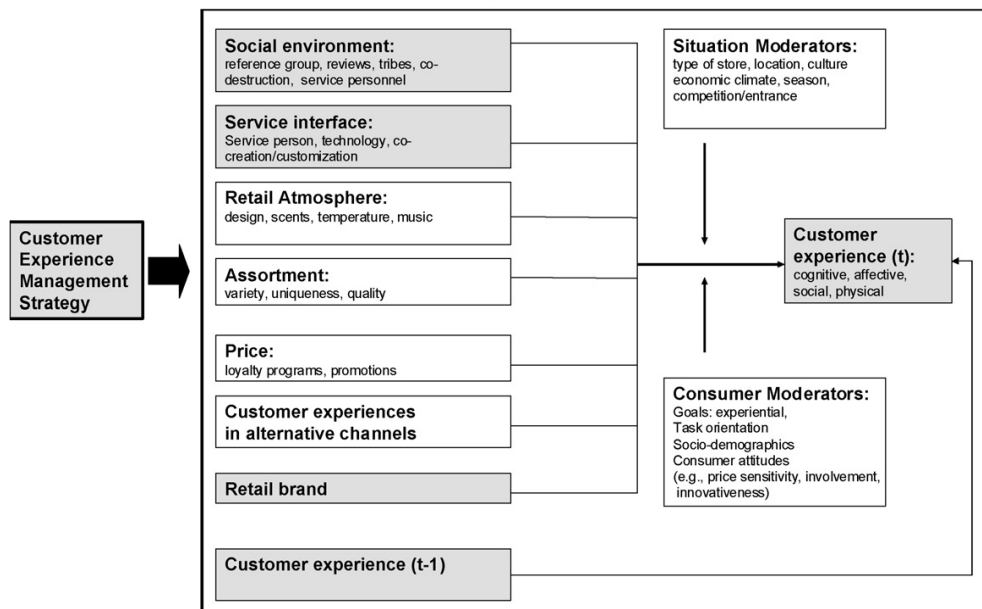 Customer
Experience
Management
Strategy
Social environment:
reference group, reviews, tribes, co-
destruction,  service personnel
Service interface:
Service person, technology, co-
creation/customization
Retail Atmosphere:
design, scents, temperature, music
Assortment:
variety, uniqueness, quality
Price:
loyalty programs, promotions
Customer experiences
in alternative channels
Retail brand
Customer experience (t-1)
Situation Moderators:
type of store, location, culture
economic climate, season,
competition/entrance
Customer
experience (t):
cognitive, affective,
social, physical
Consumer Moderators:
Goals: experiential,
Task orientation
Socio-demographics
Consumer attitudes
(e.g., price sensitivity, involvement,
innovativeness)